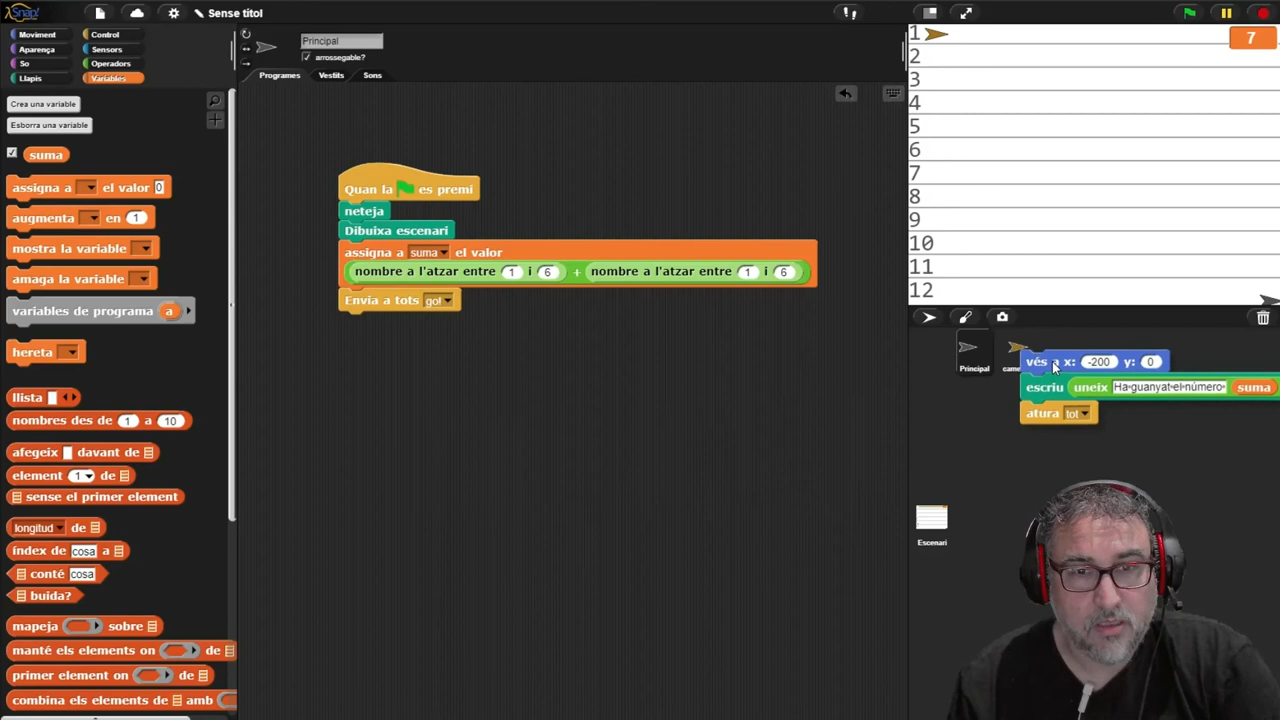 Snap!
Sense títol
Moviment
Control
Aparença
Sensors
So
Operadors
Llapis
Variables
Crea una variable
Esborra una variable
suma
assigna a el valor 0
augmenta en 1
mostra la variable
amaga la variable
variables de programa a
hereta
llista
nombres des de 1 a 10
afegeix davant de
element 1 de
sense el primer element
longitud de
índex de cosa a
conté cosa
buida?
mapeja sobre
manté els elements on de
primer element on de
combina els elements de amb
Principal
arrossegable?
Programes Vestits Sons
Quan la es premi
neteja
Dibuixa escenari
assigna a suma el valor
nombre a l'atzar entre 1 i 6 + nombre a l'atzar entre 1 i 6
Envia a tots go!
7
1
2
3
4
5
6
7
8
9
10
11
12
Principal
vés a x: -200 y: 0
escriu uneix Ha guanyat el número suma
atura tot
Escenari